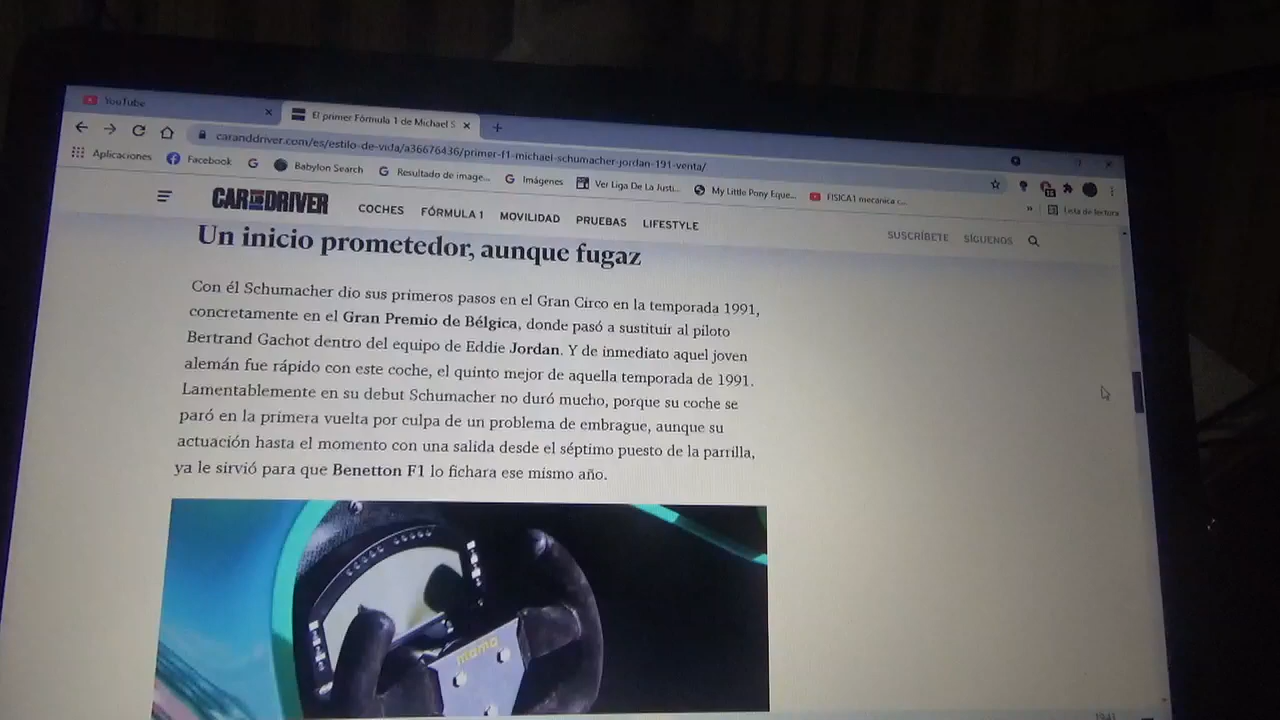 YouTube
El primer Fórmula 1 de Michael S
caranddriver.com/es/estilo-de-vida/a36676436/primer-f1-michael-schumacher-jordan-191-venta/
Aplicaciones
Facebook
Babylon Search
Resultado de image...
Imágenes
Ver Liga De La Justi...
My Little Pony Eque...
FISICA1 mecanica c...
»
Lista de lectura
CAR AND DRIVER
COCHES
FÓRMULA 1
MOVILIDAD
PRUEBAS
LIFESTYLE
SUSCRÍBETE
SÍGUENOS
Un inicio prometedor, aunque fugaz
Con él Schumacher dio sus primeros pasos en el Gran Circo en la temporada 1991,
concretamente en el Gran Premio de Bélgica, donde pasó a sustituir al piloto
Bertrand Gachot dentro del equipo de Eddie Jordan. Y de inmediato aquel joven
alemán fue rápido con este coche, el quinto mejor de aquella temporada de 1991.
Lamentablemente en su debut Schumacher no duró mucho, porque su coche se
paró en la primera vuelta por culpa de un problema de embrague, aunque su
actuación hasta el momento con una salida desde el séptimo puesto de la parrilla,
ya le sirvió para que Benetton F1 lo fichara ese mismo año.
momo